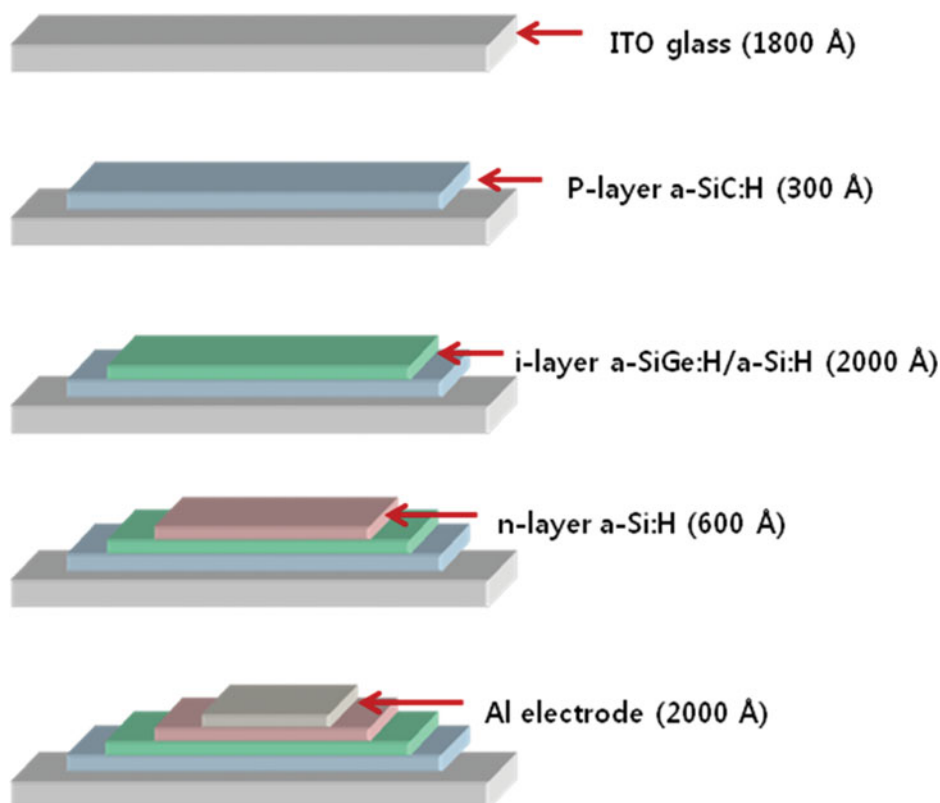 ITO glass (1800 Å)
P-layer a-SiC:H (300 Å)
i-layer a-SiGe:H/a-Si:H (2000 Å)
n-layer a-Si:H (600 Å)
Al electrode (2000 Å)